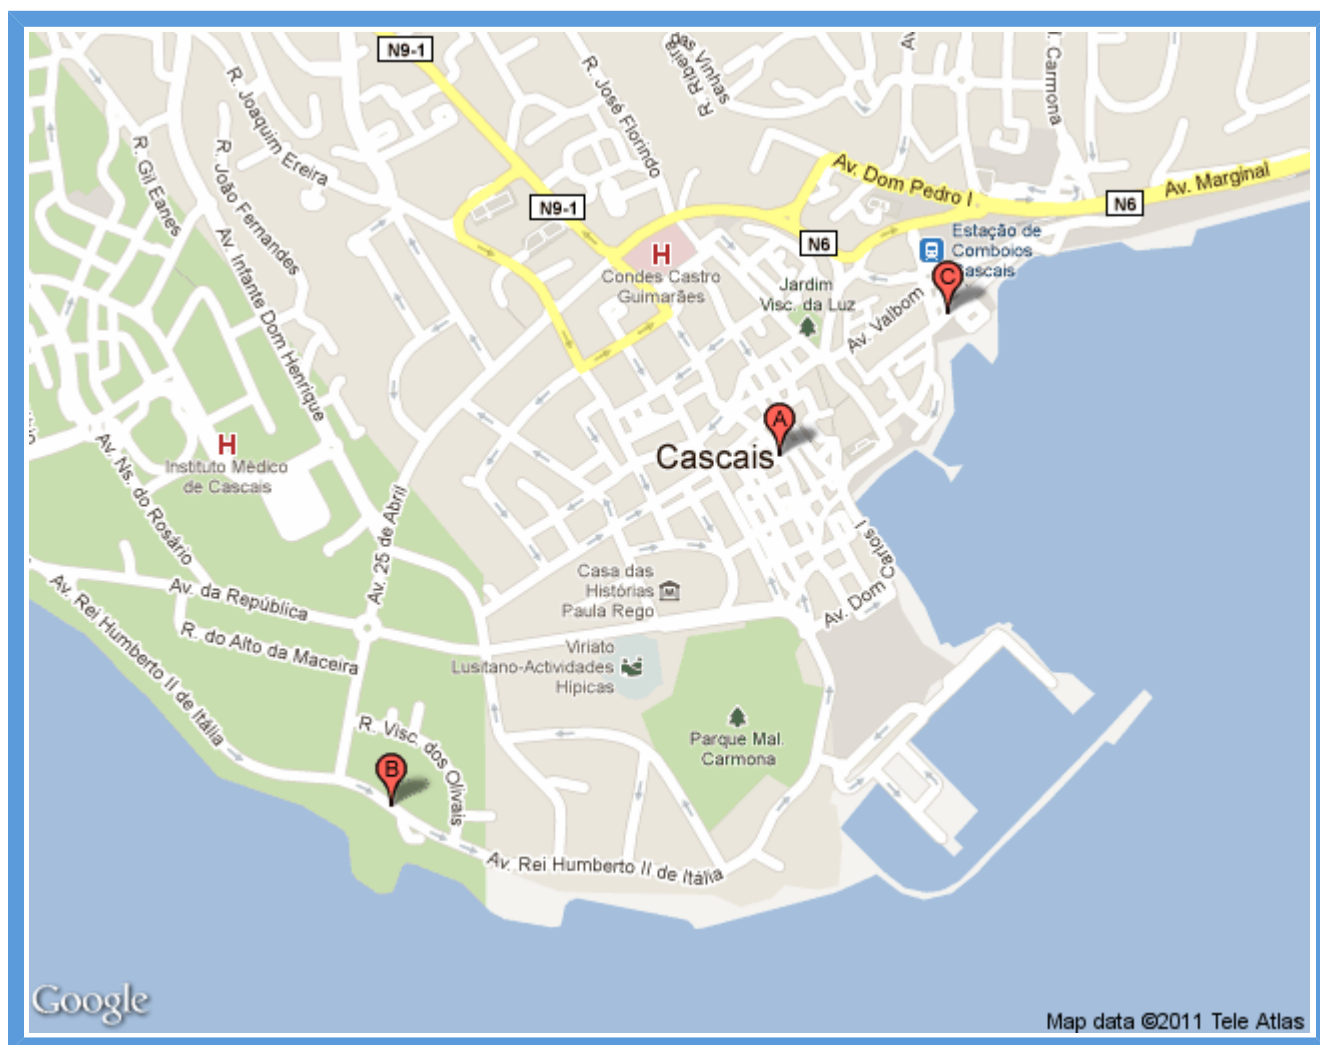 N9-1
das Vinhas
R. Ribeira
Av
R. Joaquim Ereira
R. José Florindo
Carmona
R. Gil Eanes
R. João Fernandes
Av. Dom Pedro I
Av. Marginal
N6
N9-1
N6
Estação de
Comboios
Cascais
H
Condes Castro
Guimarães
C
Jardim
Visc. da Luz
Av. Valbom
Av. Infante Dom Henrique
A
Cascais
H
Instituto Médico
de Cascais
Av. Ns. do Rosário
Av. 25 de Abril
Av. Dom Carlos I
Casa das
Histórias
Paula Rego
M
Av. da República
Av. Rei Humberto II de Itália
R. do Alto da Maceira
Viriato
Lusitano-Actividades
Hípicas
R. Visc. dos Olivais
Parque Mal.
Carmona
B
Av. Rei Humberto II de Itália
Google
Map data ©2011 Tele Atlas